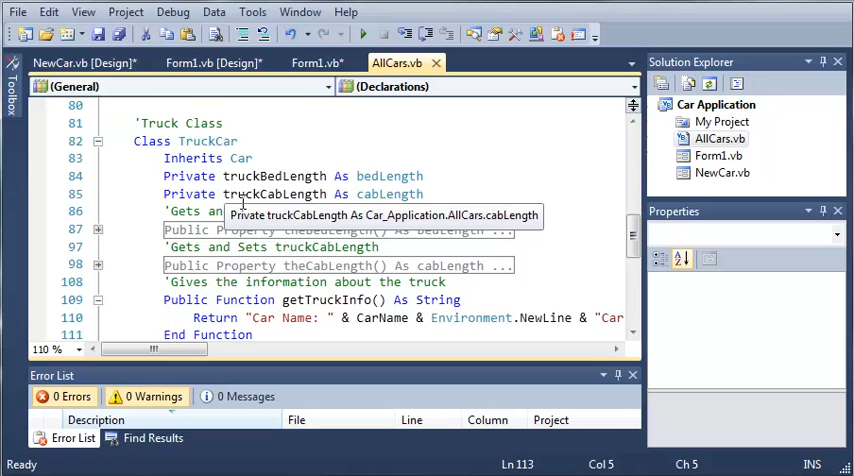 File Edit View Project Debug Data Tools Window Help
NewCar.vb [Design]* Form1.vb [Design]* Form1.vb* AllCars.vb
(General) (Declarations)
80
81 'Truck Class
82 Class TruckCar
83 Inherits Car
84 Private truckBedLength As bedLength
85 Private truckCabLength As cabLength
86 'Gets an
Private truckCabLength As Car_Application.AllCars.cabLength
87 Public Property theBedLength() As bedLength ...
97 'Gets and Sets truckCabLength
98 Public Property theCabLength() As cabLength ...
108 'Gives the information about the truck
109 Public Function getTruckInfo() As String
110 Return "Car Name: " & CarName & Environment.NewLine & "Car
111 End Function
110 %
Toolbox
Solution Explorer
Car Application
My Project
AllCars.vb
Form1.vb
NewCar.vb
Properties
Error List
0 Errors 0 Warnings 0 Messages
Description File Line Column Project
Error List Find Results
Ready Ln 113 Col 5 Ch 5 INS